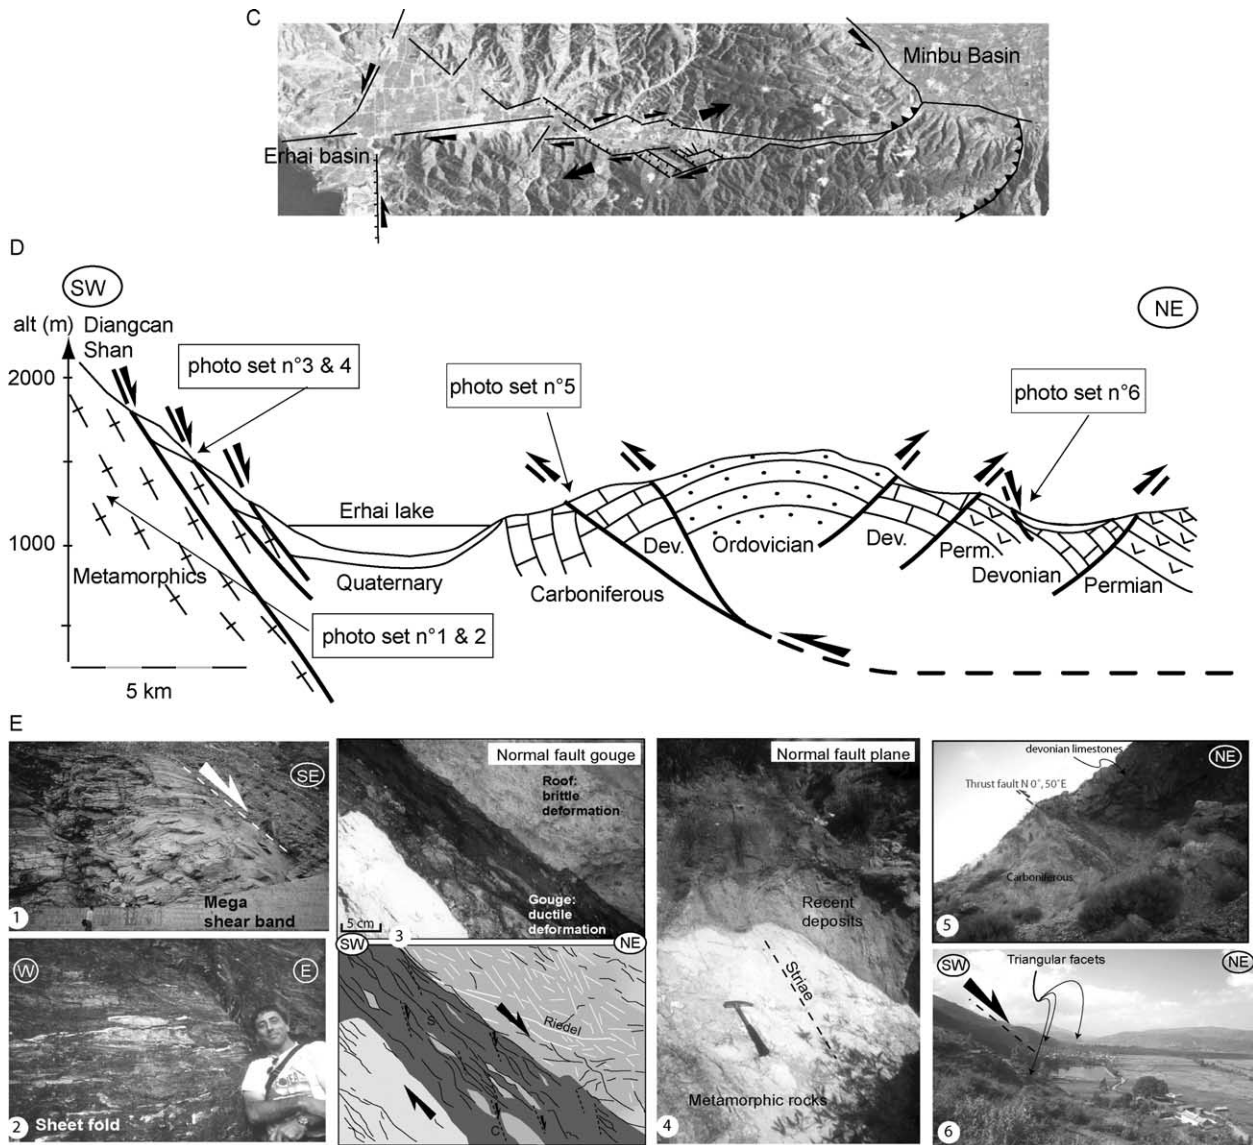 C
Minbu Basin
Erhai basin
D
SW
NE
alt (m)
Diangcan
Shan
2000
1000
photo set n°3 & 4
photo set n°5
photo set n°6
Erhai lake
Quaternary
Metamorphics
photo set n°1 & 2
Carboniferous
Dev.
Ordovician
Dev.
Perm.
Devonian
Permian
5 km
E
SE
Mega
shear band
1
W
E
2
Sheet fold
Normal fault gouge
Roof:
brittle
deformation
Gouge:
ductile
deformation
5 cm
3
SW
NE
S
Riedel
C
Normal fault plane
Recent
deposits
Striae
Metamorphic rocks
4
devonian limestones
NE
Thrust fault N 0°, 50°E
Carboniferous
5
SW
Triangular facets
NE
6